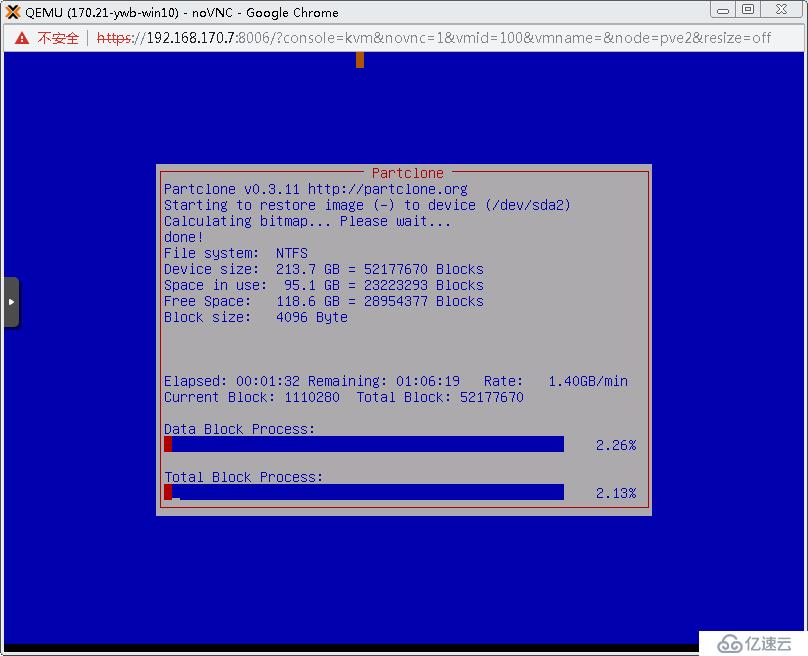 QEMU (170.21-ywb-win10) - noVNC - Google Chrome
不安全 | https://192.168.170.7:8006/?console=kvm&novnc=1&vmid=100&vmname=&node=pve2&resize=off
Partclone
Partclone v0.3.11 http://partclone.org
Starting to restore image (-) to device (/dev/sda2)
Calculating bitmap... Please wait...
done!
File system:  NTFS
Device size:  213.7 GB = 52177670 Blocks
Space in use:  95.1 GB = 23223293 Blocks
Free Space:   118.6 GB = 28954377 Blocks
Block size:   4096 Byte
Elapsed: 00:01:32 Remaining: 01:06:19   Rate:   1.40GB/min
Current Block: 1110280  Total Block: 52177670
Data Block Process:
2.26%
Total Block Process:
2.13%
亿速云